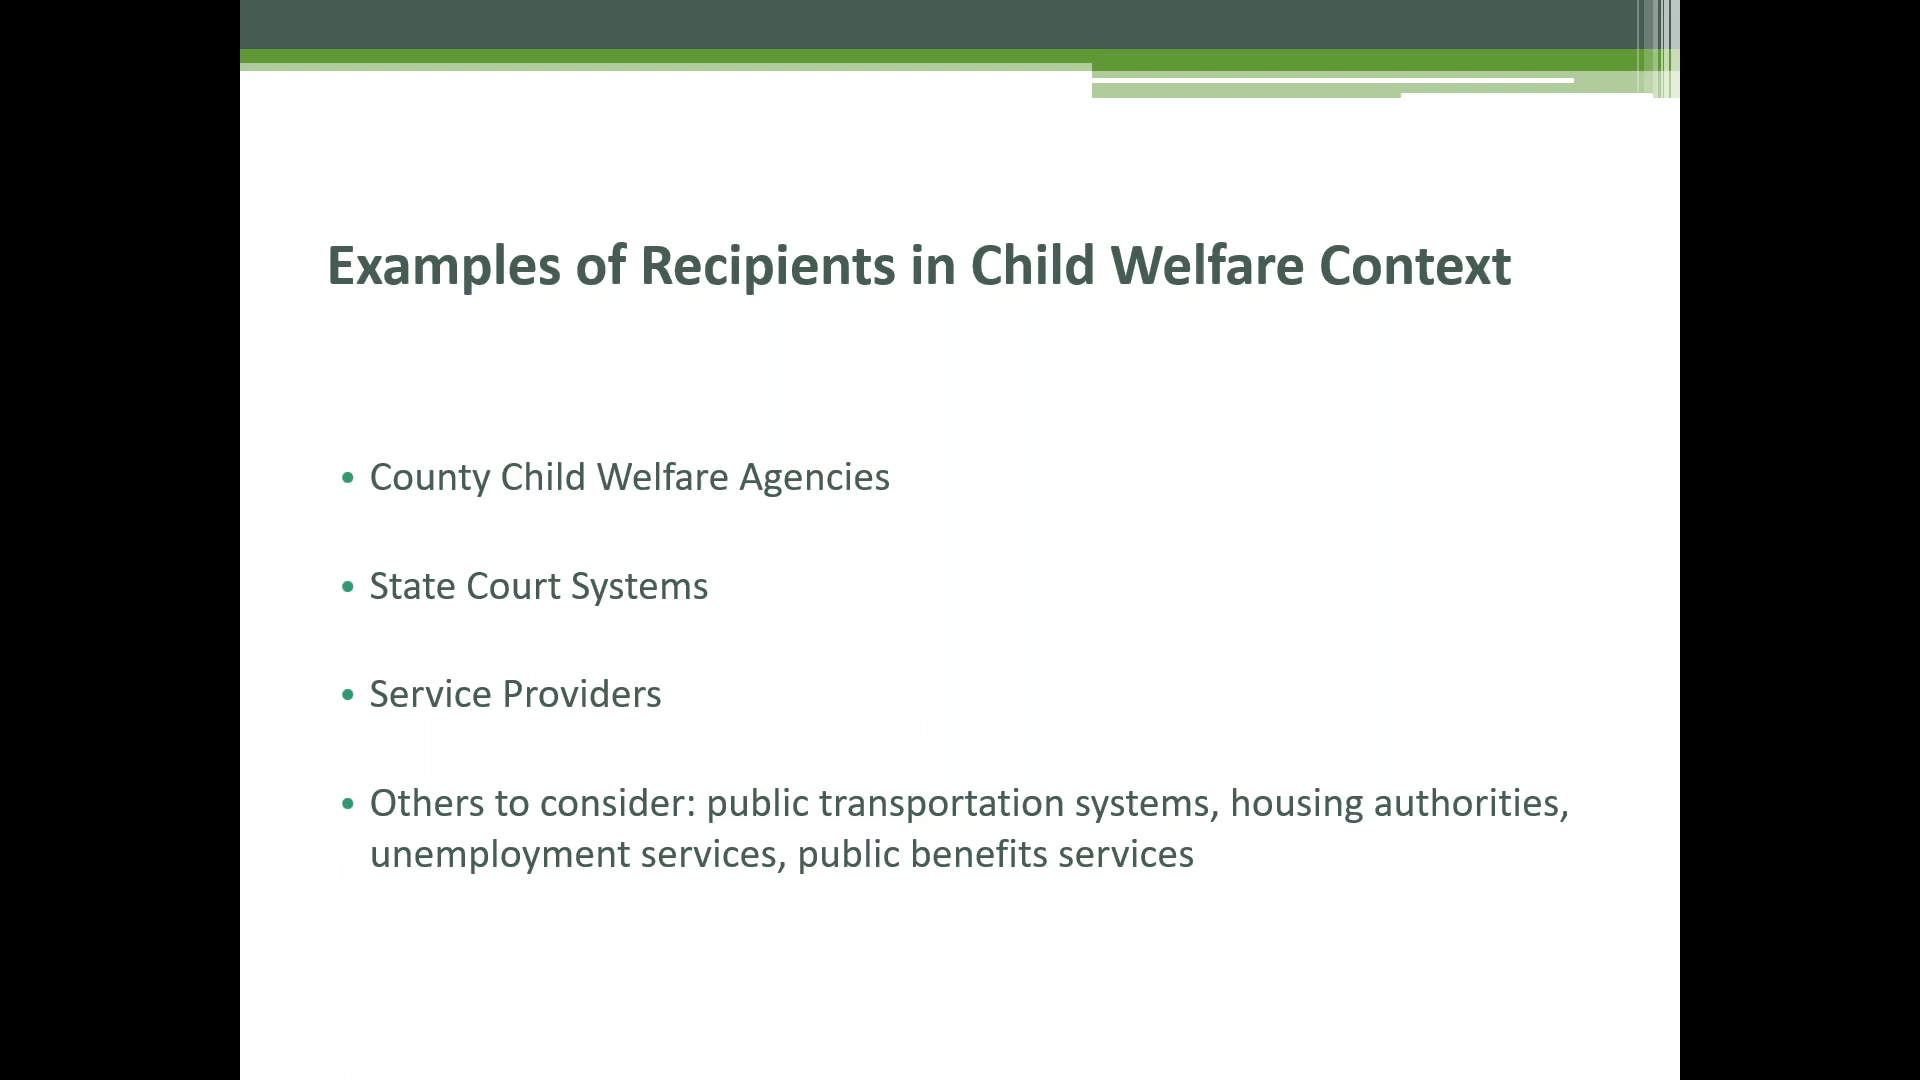 Examples of Recipients in Child Welfare Context
• County Child Welfare Agencies
• State Court Systems
• Service Providers
• Others to consider: public transportation systems, housing authorities,
unemployment services, public benefits services